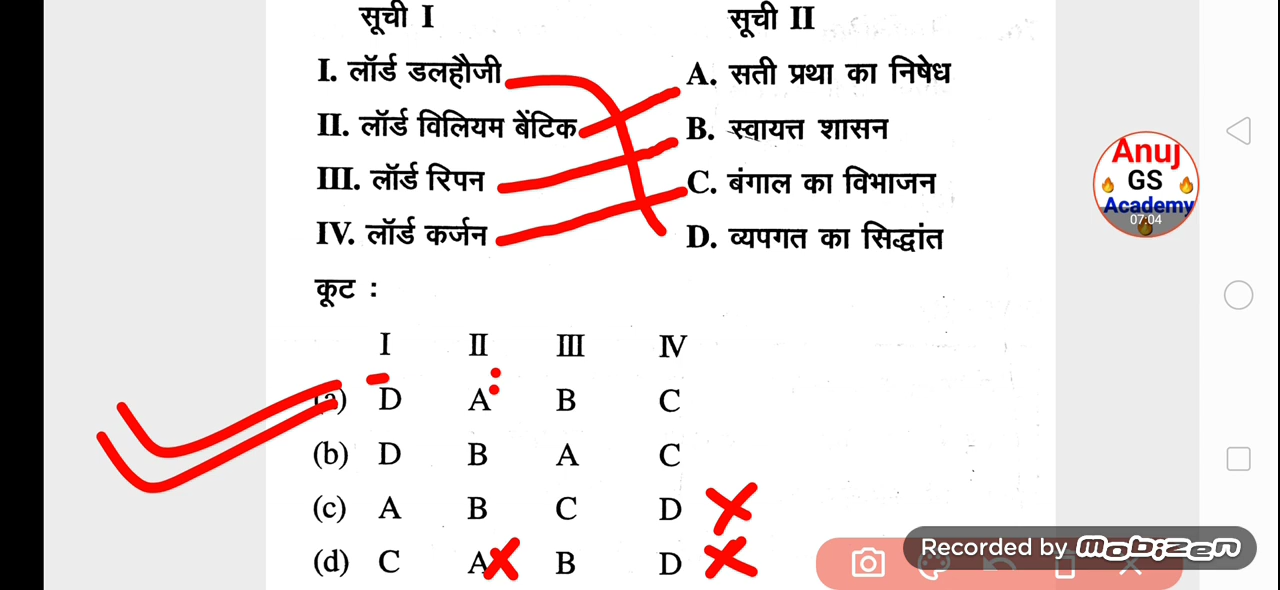 सूची I सूची II
I. लॉर्ड डलहौजी A. सती प्रथा का निषेध
II. लॉर्ड विलियम बेंटिक B. स्वायत्त शासन
III. लॉर्ड रिपन C. बंगाल का विभाजन
IV. लॉर्ड कर्जन D. व्यपगत का सिद्धांत
कूट :
I II III IV
(a) D A B C
(b) D B A C
(c) A B C D
(d) C A B D
Anuj
GS
Academy
07:04
Recorded by Mobizen